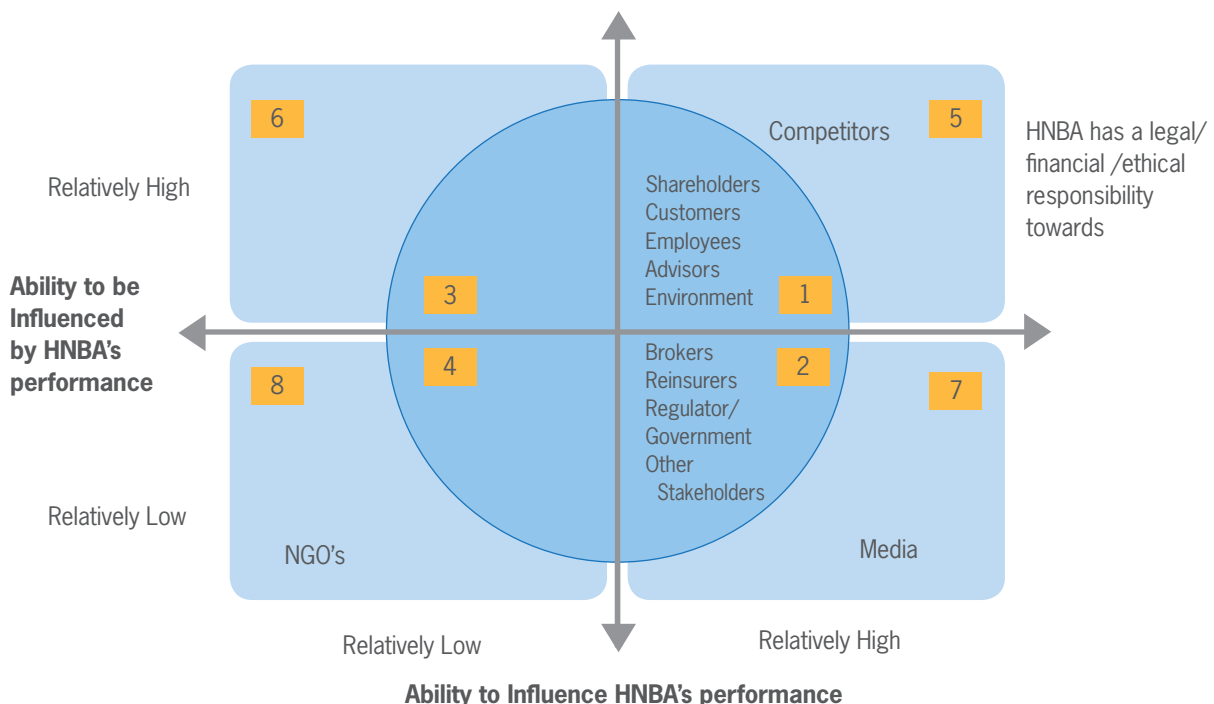 6
Competitors
5
HNBA has a legal/
financial /ethical
responsibility
towards
Relatively High
Shareholders
Customers
Employees
Advisors
Environment
3
1
Ability to be
Influenced
by HNBA's
performance
8
4
Brokers
Reinsurers
Regulator/
Government
Other
Stakeholders
2
7
Relatively Low
NGO's
Media
Relatively Low
Relatively High
Ability to Influence HNBA's performance